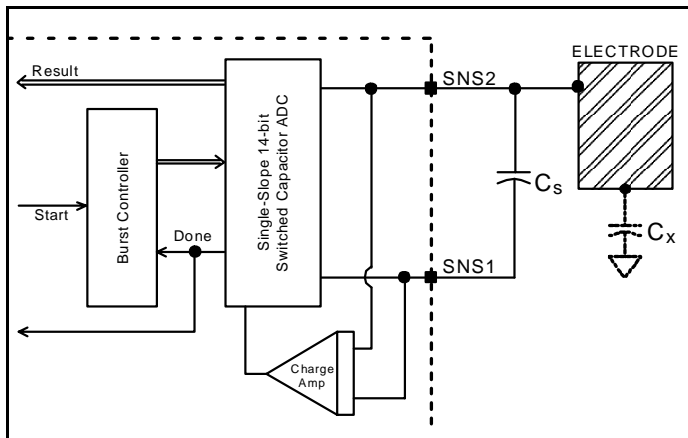 Result
SNS2
ELECTRODE
Burst Controller
Single-Slope 14-bit
Switched Capacitor ADC
Start
Done
Cs
Cx
SNS1
Charge
Amp